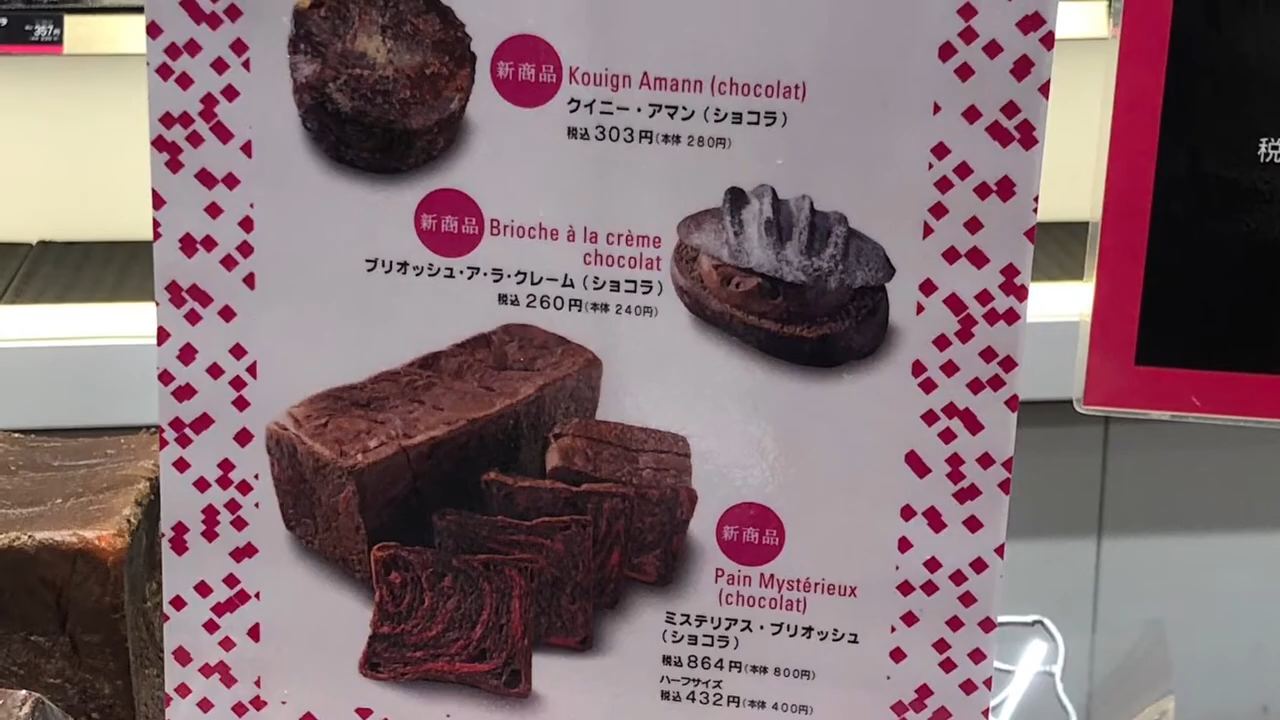 357円
新商品
Kouign Amann (chocolat)
クイニー・アマン(ショコラ)
税込303円(本体 280円)
新商品
Brioche à la crème
chocolat
ブリオッシュ・ア・ラ・クレーム(ショコラ)
税込260円(本体 240円)
新商品
Pain Mystérieux
(chocolat)
ミステリアス・ブリオッシュ
(ショコラ)
税込864円(本体 800円)
ハーフサイズ
税込432円(本体 400円)
税